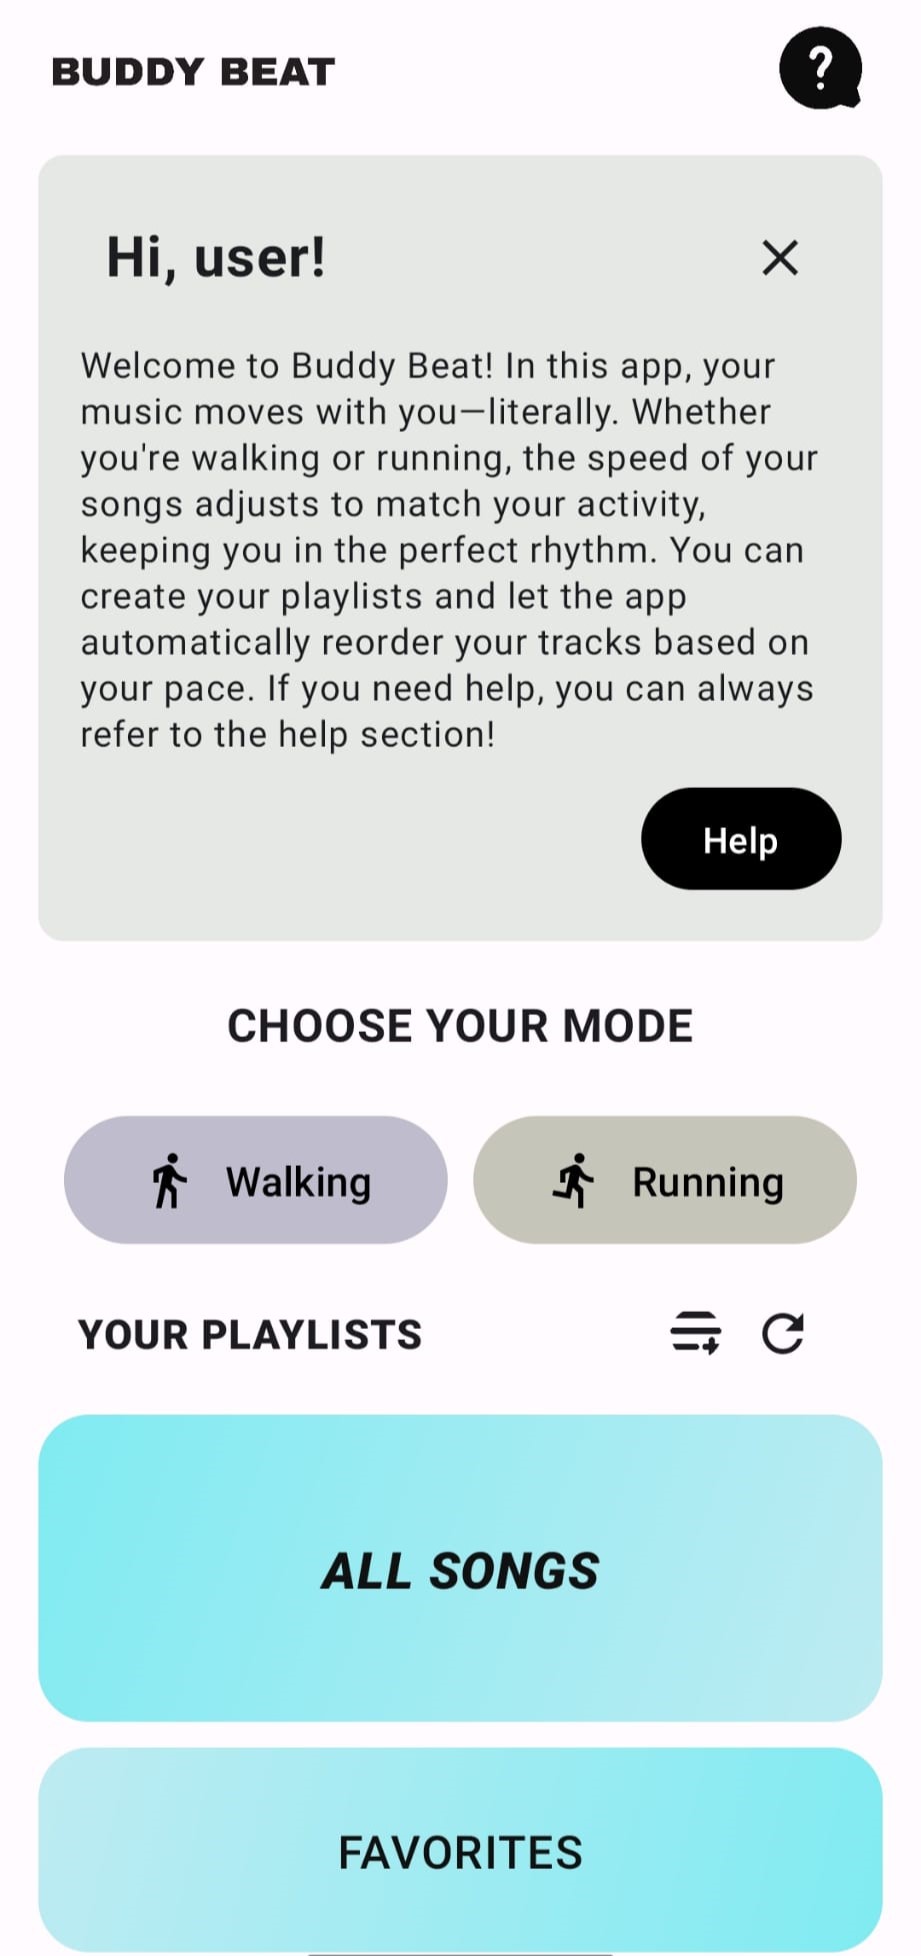 BUDDY BEAT
?
Hi, user!
Welcome to Buddy Beat! In this app, your
music moves with you—literally. Whether
you're walking or running, the speed of your
songs adjusts to match your activity,
keeping you in the perfect rhythm. You can
create your playlists and let the app
automatically reorder your tracks based on
your pace. If you need help, you can always
refer to the help section!
Help
CHOOSE YOUR MODE
Walking
Running
YOUR PLAYLISTS
ALL SONGS
FAVORITES